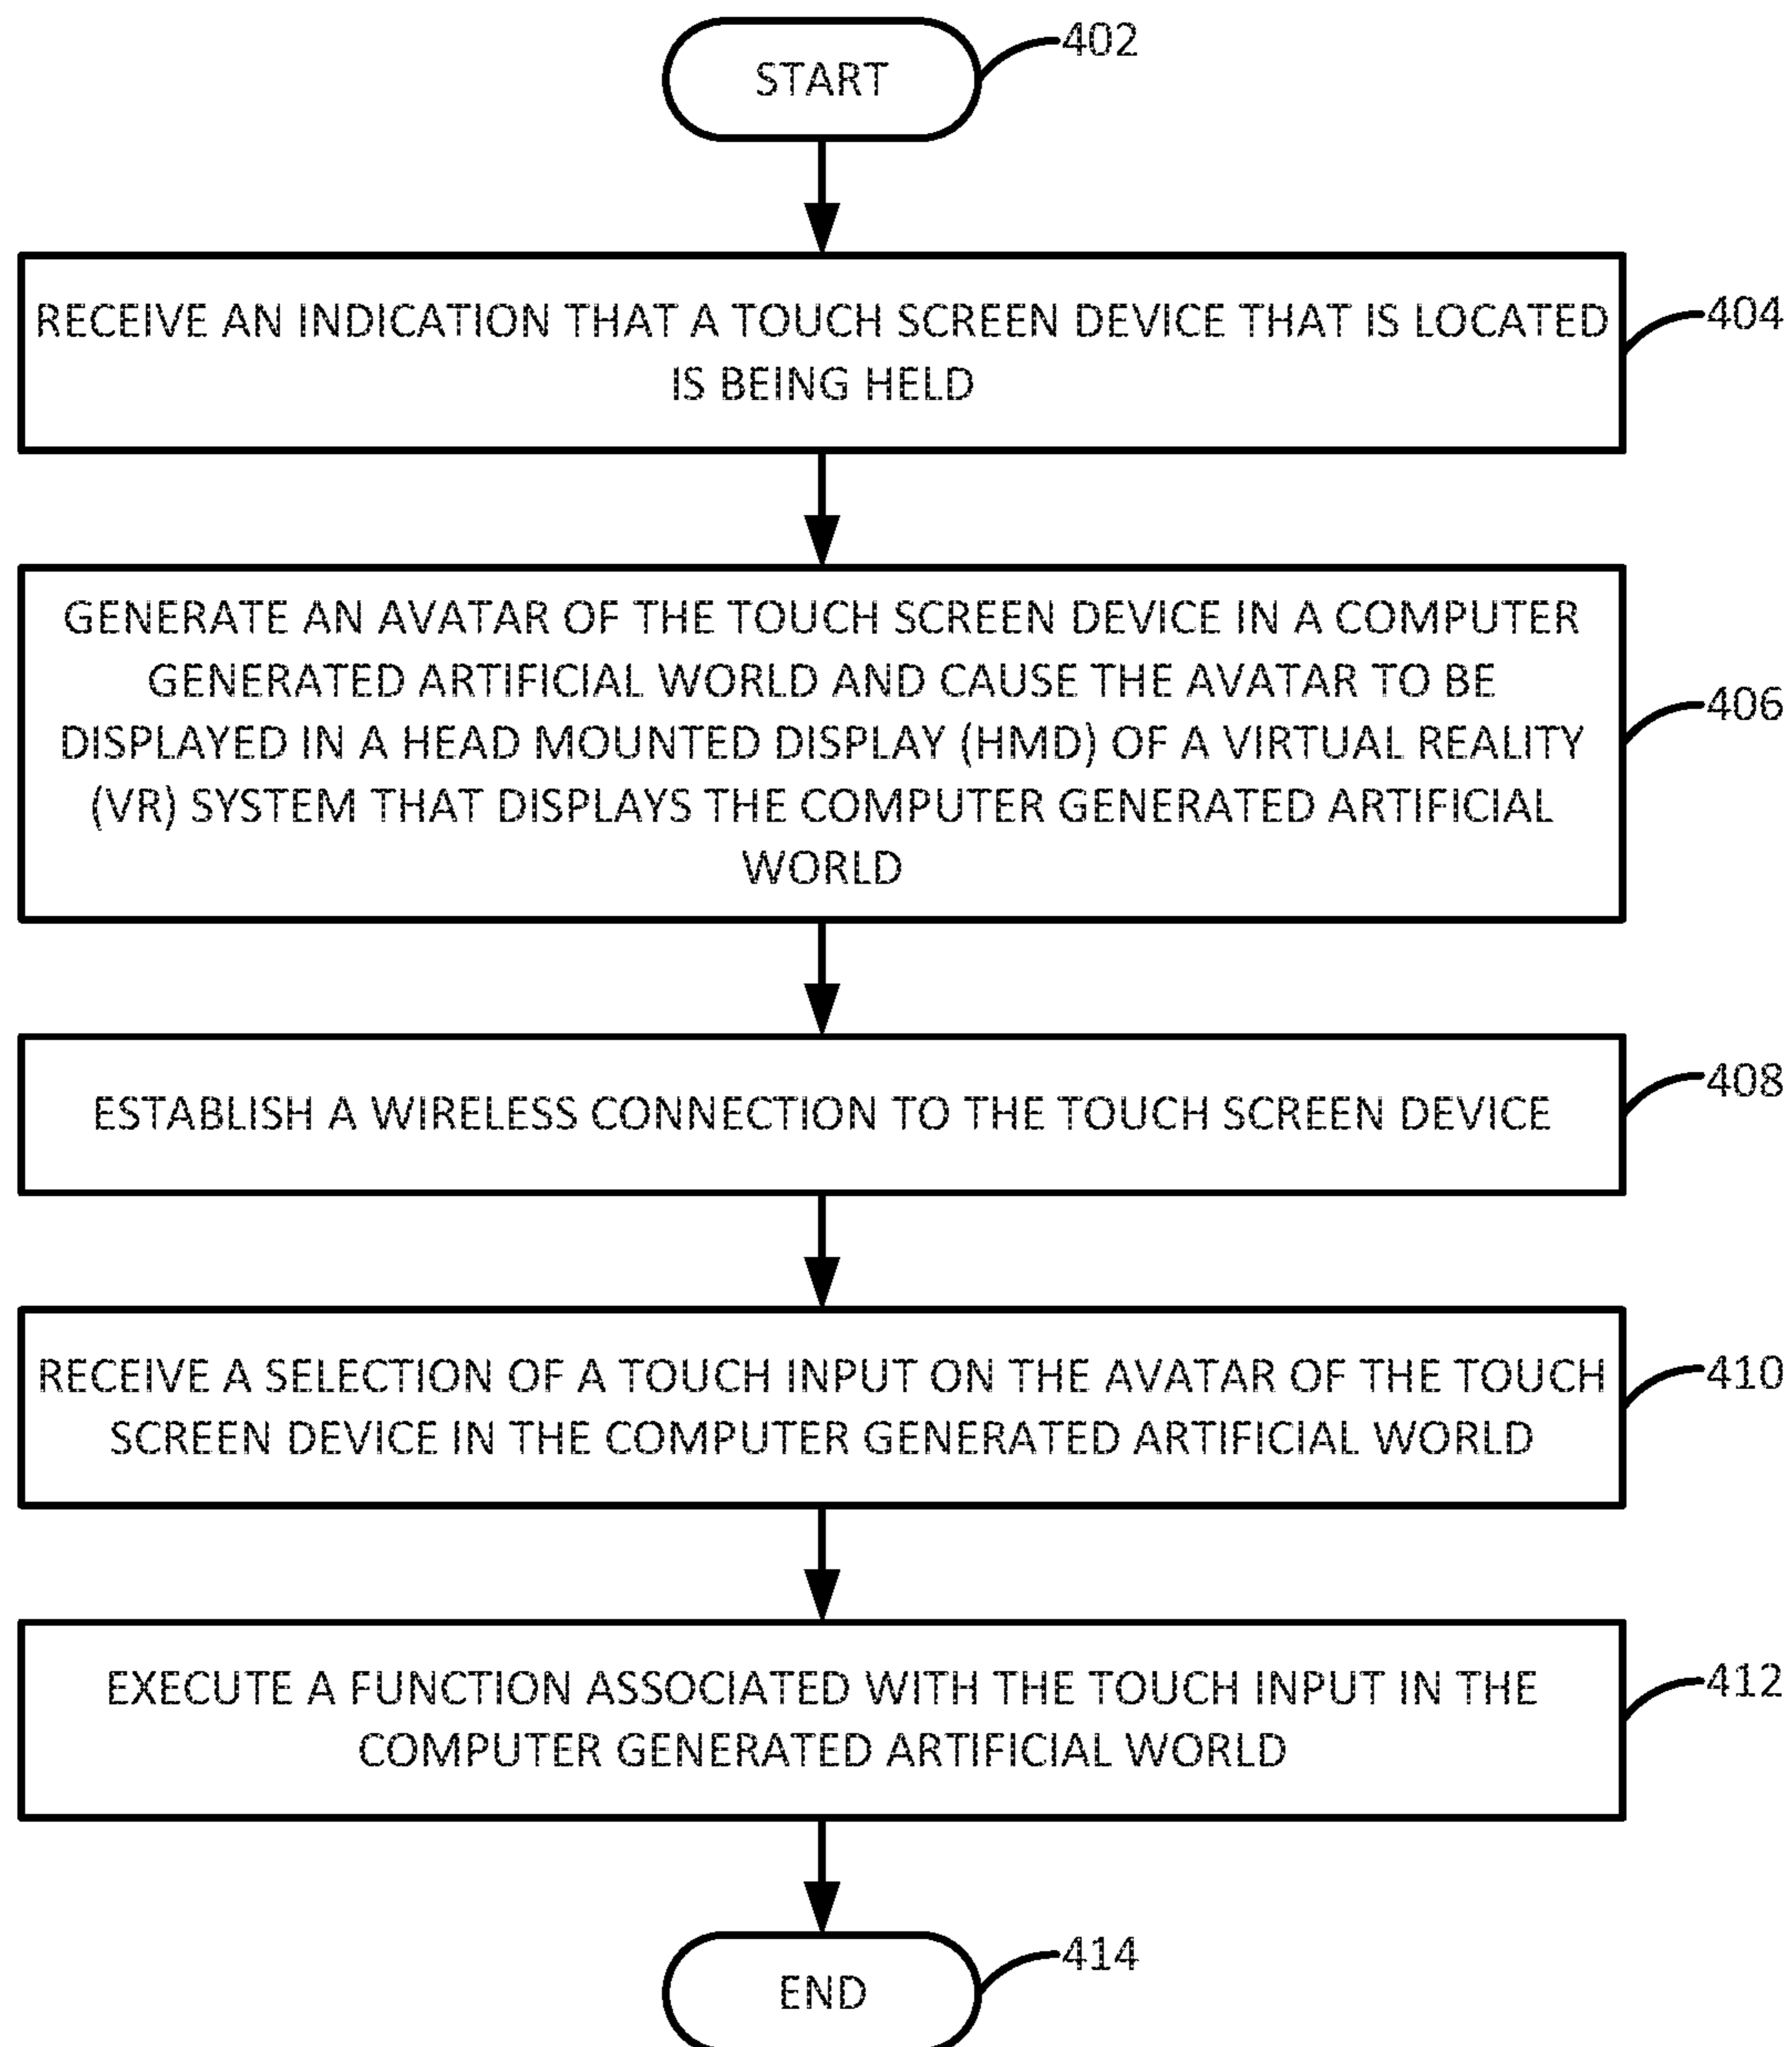 START
402
RECEIVE AN INDICATION THAT A TOUCH SCREEN DEVICE THAT IS LOCATED
IS BEING HELD
404
GENERATE AN AVATAR OF THE TOUCH SCREEN DEVICE IN A COMPUTER
GENERATED ARTIFICIAL WORLD AND CAUSE THE AVATAR TO BE
DISPLAYED IN A HEAD MOUNTED DISPLAY (HMD) OF A VIRTUAL REALITY
(VR) SYSTEM THAT DISPLAYS THE COMPUTER GENERATED ARTIFICIAL
WORLD
406
ESTABLISH A WIRELESS CONNECTION TO THE TOUCH SCREEN DEVICE
408
RECEIVE A SELECTION OF A TOUCH INPUT ON THE AVATAR OF THE TOUCH
SCREEN DEVICE IN THE COMPUTER GENERATED ARTIFICIAL WORLD
410
EXECUTE A FUNCTION ASSOCIATED WITH THE TOUCH INPUT IN THE
COMPUTER GENERATED ARTIFICIAL WORLD
412
END
414